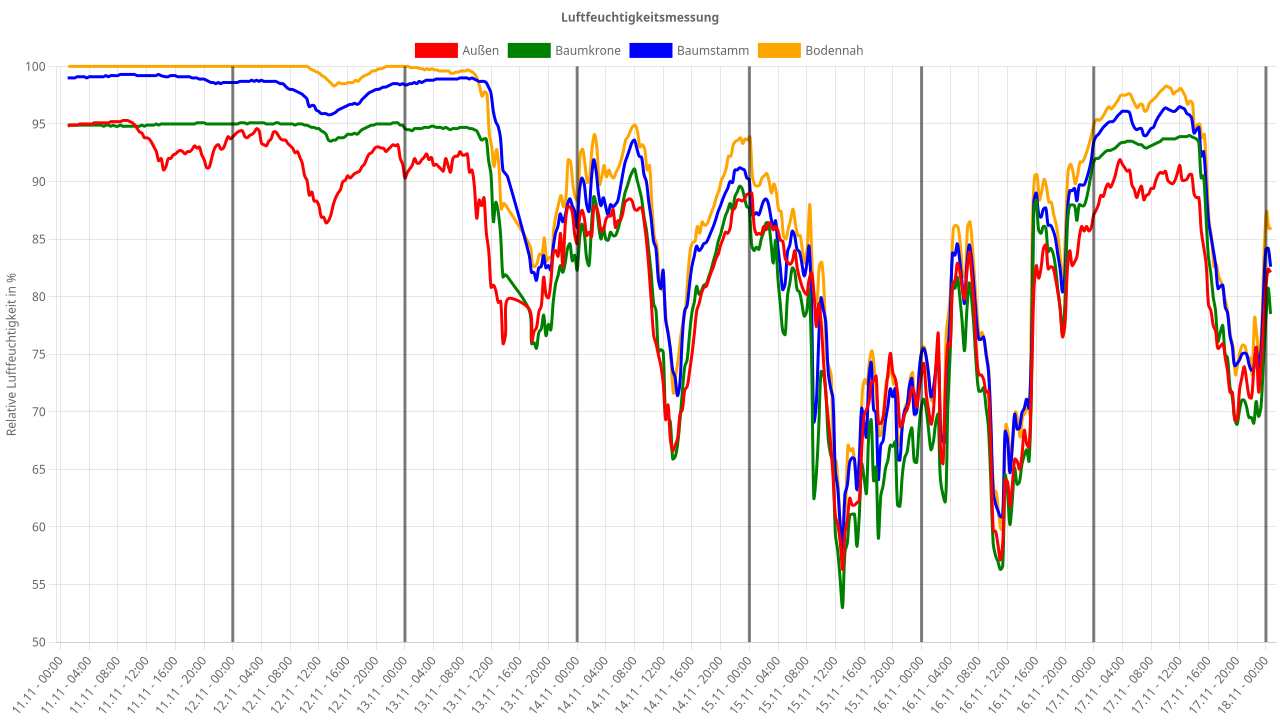 Luftfeuchtigkeitsmessung
Außen Baumkrone Baumstamm Bodennah
Relative Luftfeuchtigkeit in %
100
95
90
85
80
75
70
65
60
55
50
11.11 - 00:00
11.11 - 04:00
11.11 - 08:00
11.11 - 12:00
11.11 - 16:00
11.11 - 20:00
12.11 - 00:00
12.11 - 04:00
12.11 - 08:00
12.11 - 12:00
12.11 - 16:00
12.11 - 20:00
13.11 - 00:00
13.11 - 04:00
13.11 - 08:00
13.11 - 12:00
13.11 - 16:00
13.11 - 20:00
14.11 - 00:00
14.11 - 04:00
14.11 - 08:00
14.11 - 12:00
14.11 - 16:00
14.11 - 20:00
15.11 - 00:00
15.11 - 04:00
15.11 - 08:00
15.11 - 12:00
15.11 - 16:00
15.11 - 20:00
16.11 - 00:00
16.11 - 04:00
16.11 - 08:00
16.11 - 12:00
16.11 - 16:00
16.11 - 20:00
17.11 - 00:00
17.11 - 04:00
17.11 - 08:00
17.11 - 12:00
17.11 - 16:00
17.11 - 20:00
18.11 - 00:00